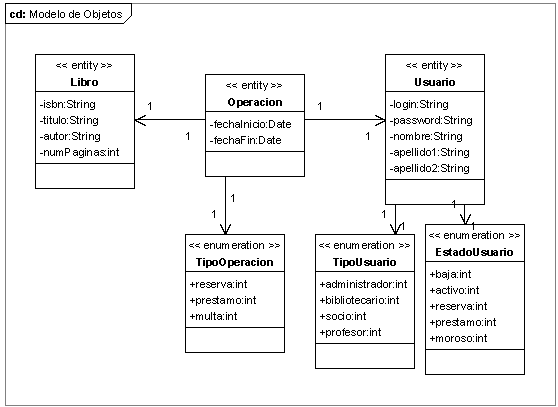 cd: Modelo de Objetos
<< entity >>
Libro
-isbn:String
-titulo:String
-autor:String
-numPaginas:int
<< entity >>
Operacion
-fechaInicio:Date
-fechaFin:Date
<< entity >>
Usuario
-login:String
-password:String
-nombre:String
-apellido1:String
-apellido2:String
1
1
1
1
1
1
1
1
1
1
<< enumeration >>
TipoOperacion
+reserva:int
+prestamo:int
+multa:int
<< enumeration >>
TipoUsuario
+administrador:int
+bibliotecario:int
+socio:int
+profesor:int
<< enumeration >>
EstadoUsuario
+baja:int
+activo:int
+reserva:int
+prestamo:int
+moroso:int